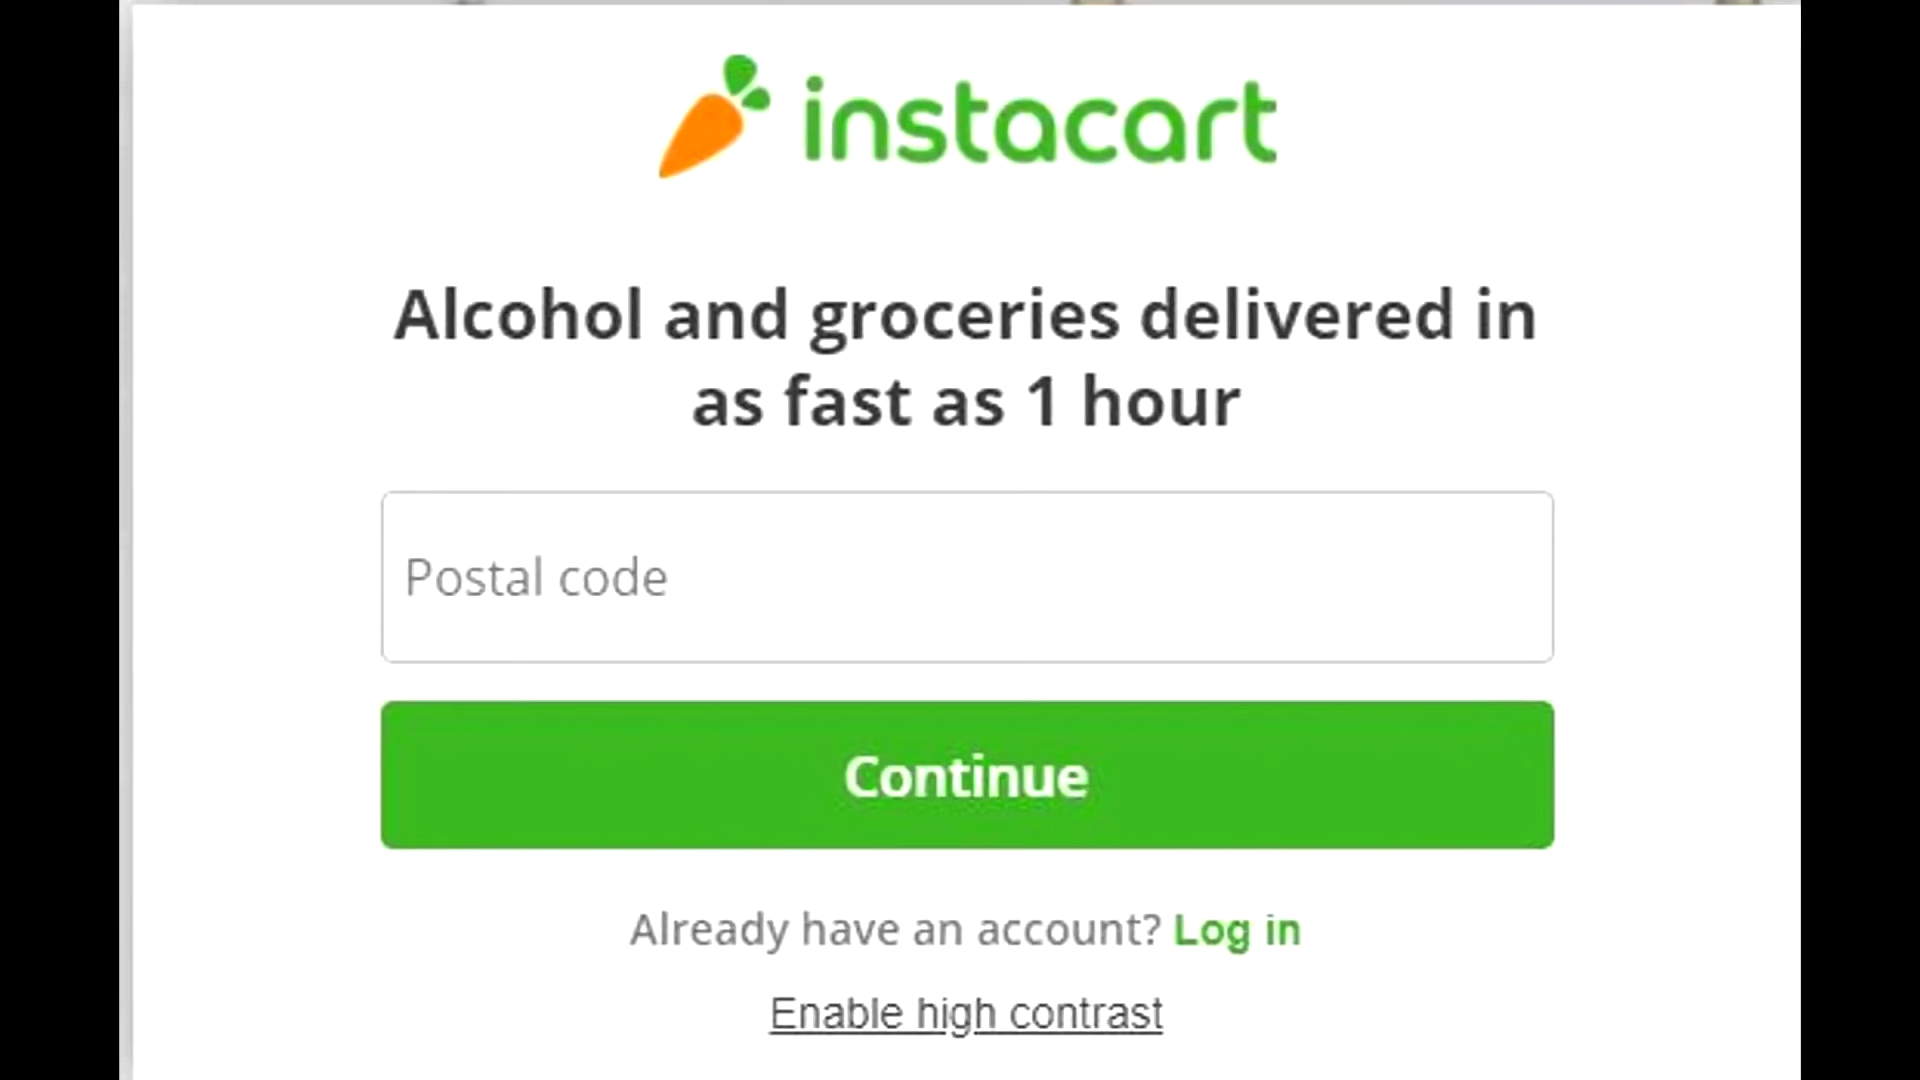 instacart
Alcohol and groceries delivered in
as fast as 1 hour
Postal code
Continue
Already have an account? Log in
Enable high contrast